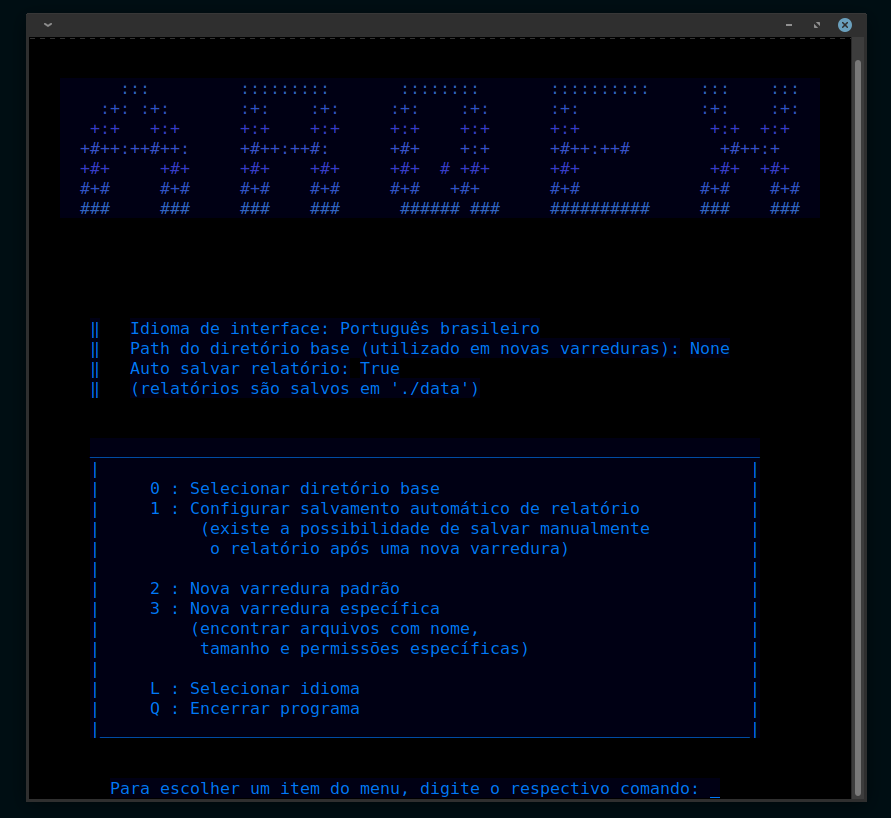 :::         :::::::::       ::::::::       ::::::::::     :::    :::
    :+: :+:       :+:    :+:     :+:    :+:      :+:            :+:    :+:
   +:+   +:+      +:+    +:+     +:+    +:+      +:+             +:+  +:+
  +#++:++#++:     +#++:++#:      +#+    +:+      +#++:++#         +#++:+
  +#+     +#+     +#+    +#+     +#+  # +#+      +#+             +#+  +#+
  #+#     #+#     #+#    #+#     #+#   +#+       #+#            #+#    #+#
  ###     ###     ###    ###      ###### ###     ##########     ###    ###
‖   Idioma de interface: Português brasileiro
‖   Path do diretório base (utilizado em novas varreduras): None
‖   Auto salvar relatório: True
‖   (relatórios são salvos em './data')
0 : Selecionar diretório base
1 : Configurar salvamento automático de relatório
(existe a possibilidade de salvar manualmente
o relatório após uma nova varredura)
2 : Nova varredura padrão
3 : Nova varredura específica
(encontrar arquivos com nome,
tamanho e permissões específicas)
L : Selecionar idioma
Q : Encerrar programa
Para escolher um item do menu, digite o respectivo comando: _